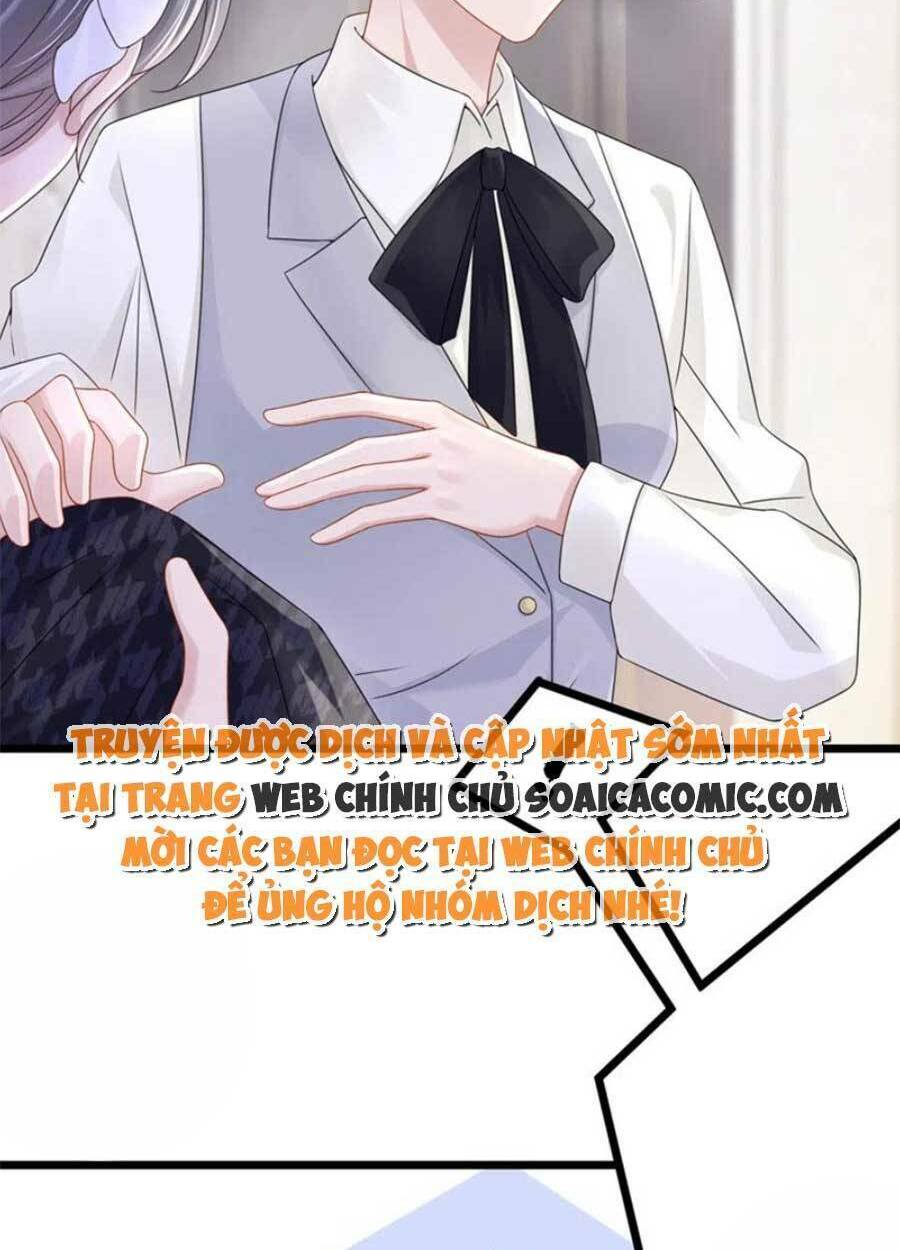 TRUYỆN ĐƯỢC DỊCH VÀ CẬP NHẬT SỚM NHẤT
TẠI TRANG WEB CHÍNH CHỦ SOAICACOMIC.COM
MỜI CÁC BẠN ĐỌC TẠI WEB CHÍNH CHỦ
ĐỂ ỦNG HỘ NHÓM DỊCH NHÉ!